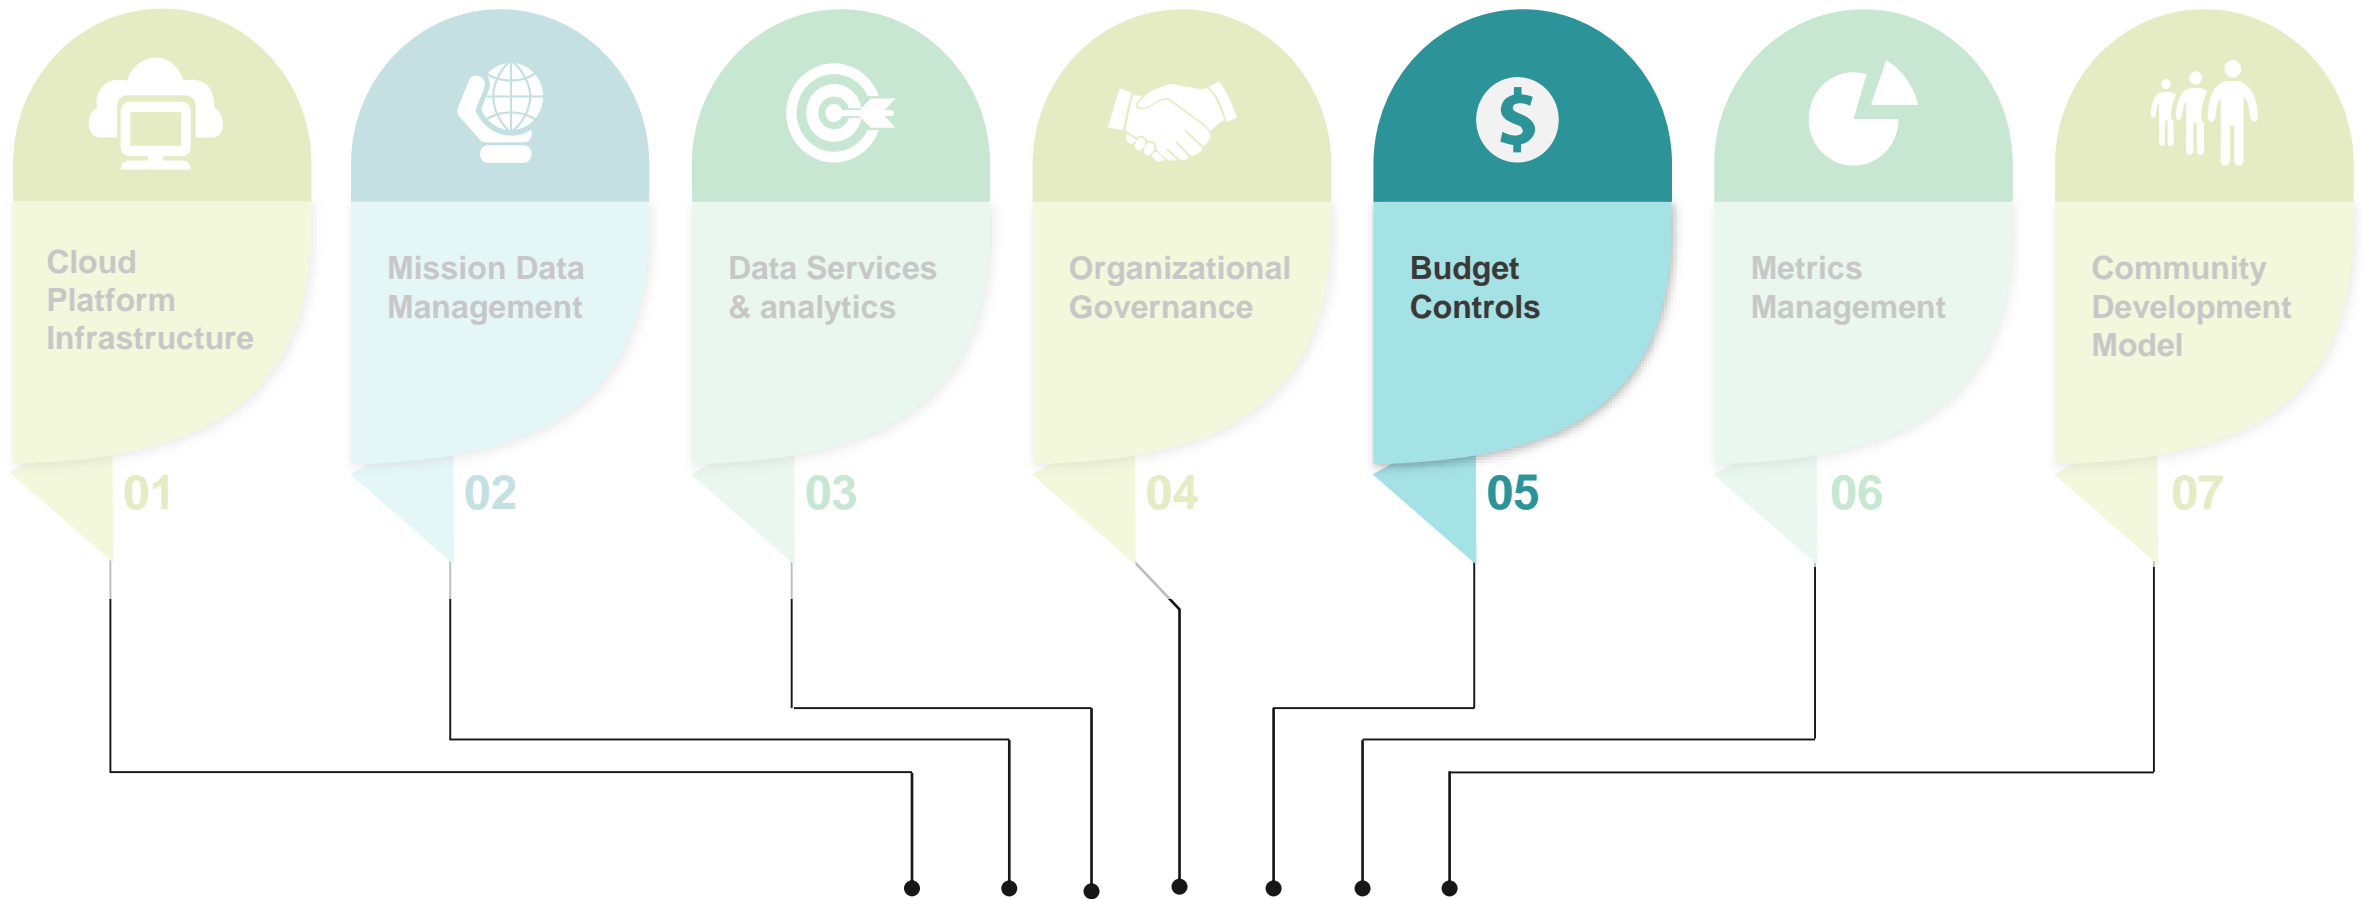 Cloud
Platform
Infrastructure
Mission Data
Management
Data Services
& analytics
Organizational
Governance
$
Budget
Controls
Metrics
Management
Community
Development
Model
01
02
03
04
05
06
07